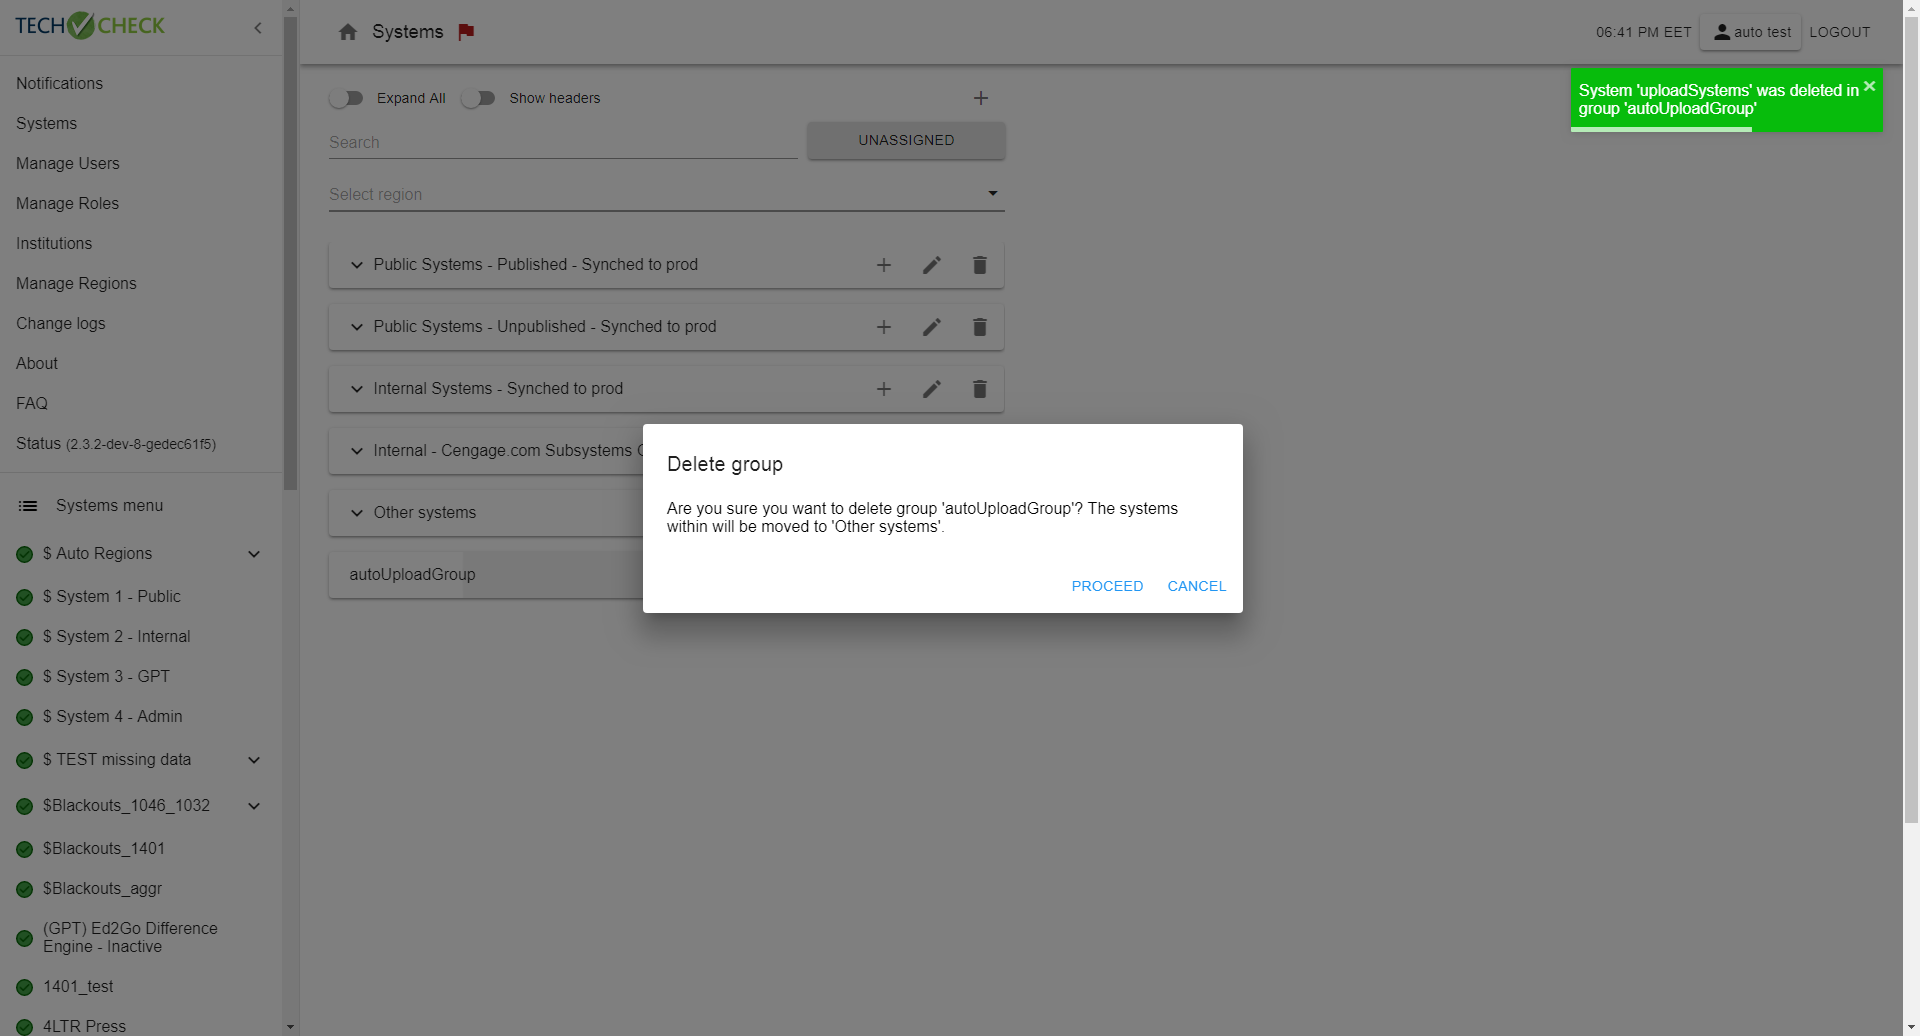 TECH CHECK
Notifications
Systems
Manage Users
Manage Roles
Institutions
Manage Regions
Change logs
About
FAQ
Status (2.3.2-dev-8-gedec61f5)
Systems menu
$ Auto Regions
$ System 1 - Public
$ System 2 - Internal
$ System 3 - GPT
$ System 4 - Admin
$ TEST missing data
$Blackouts_1046_1032
$Blackouts_1401
$Blackouts_aggr
(GPT) Ed2Go Difference
Engine - Inactive
1401_test
4LTR Press
Systems
06:41 PM EET
auto test
LOGOUT
System 'uploadSystems' was deleted in
group 'autoUploadGroup'
Expand All
Show headers
Search
UNASSIGNED
Select region
Public Systems - Published - Synched to prod
Public Systems - Unpublished - Synched to prod
Internal Systems - Synched to prod
Internal - Cengage.com Subsystems
Other systems
autoUploadGroup
Delete group
Are you sure you want to delete group 'autoUploadGroup'? The systems
within will be moved to 'Other systems'.
PROCEED
CANCEL